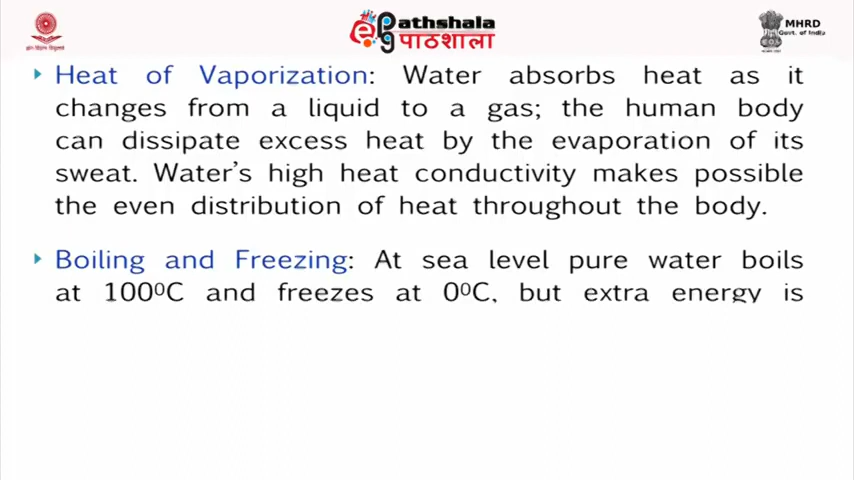 Pathshala
पाठशाला
MHRD
Govt. of India
Heat of Vaporization: Water absorbs heat as it
changes from a liquid to a gas; the human body
can dissipate excess heat by the evaporation of its
sweat. Water's high heat conductivity makes possible
the even distribution of heat throughout the body.
Boiling and Freezing: At sea level pure water boils
at 100⁰C and freezes at 0⁰C, but extra energy is